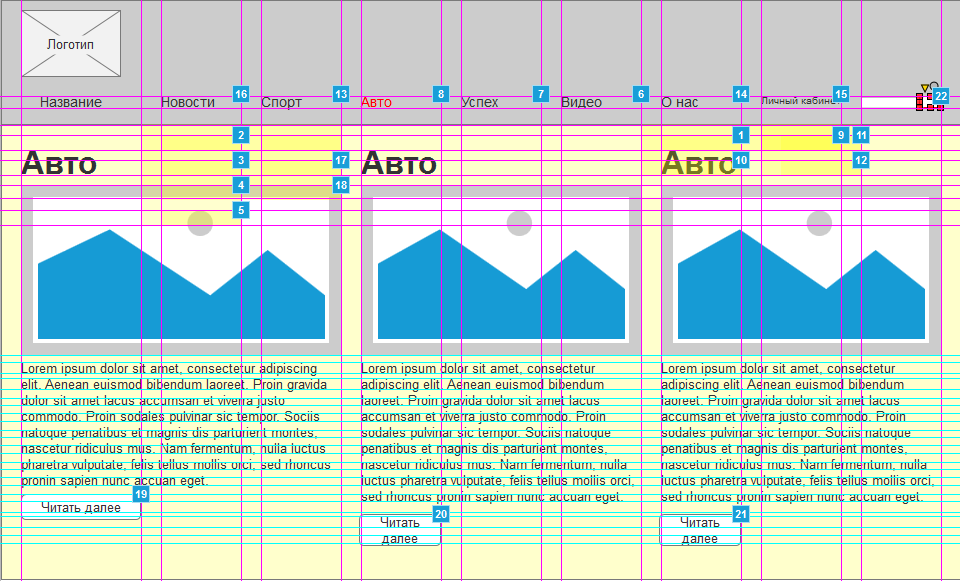 Логотип
16 13 8 7 6 14 15 22
Название Новости Спорт Авто Успех Видео О нас Личный кабинет
2 1 9 11
Авто 3 17 Авто Авто 10 12
4 18
5
Lorem ipsum dolor sit amet, consectetur adipiscing
elit. Aenean euismod bibendum laoreet. Proin gravida
dolor sit amet lacus accumsan et viverra justo
commodo. Proin sodales pulvinar sic tempor. Sociis
natoque penatibus et magnis dis parturient montes,
nascetur ridiculus mus. Nam fermentum, nulla luctus
pharetra vulputate, felis tellus mollis orci, sed rhoncus
pronin sapien nunc accuan eget.
19
Читать далее
Lorem ipsum dolor sit amet, consectetur
adipiscing elit. Aenean euismod bibendum
laoreet. Proin gravida dolor sit amet lacus
accumsan et viverra justo commodo. Proin
sodales pulvinar sic tempor. Sociis natoque
penatibus et magnis dis parturient montes,
nascetur ridiculus mus. Nam fermentum, nulla
luctus pharetra vulputate, felis tellus mollis orci,
sed rhoncus pronin sapien nunc accuan eget.
20
Читать
далее
Lorem ipsum dolor sit amet, consectetur
adipiscing elit. Aenean euismod bibendum
laoreet. Proin gravida dolor sit amet lacus
accumsan et viverra justo commodo. Proin
sodales pulvinar sic tempor. Sociis natoque
penatibus et magnis dis parturient montes,
nascetur ridiculus mus. Nam fermentum, nulla
luctus pharetra vulputate, felis tellus mollis orci,
sed rhoncus pronin sapien nunc accuan eget.
21
Читать
далее